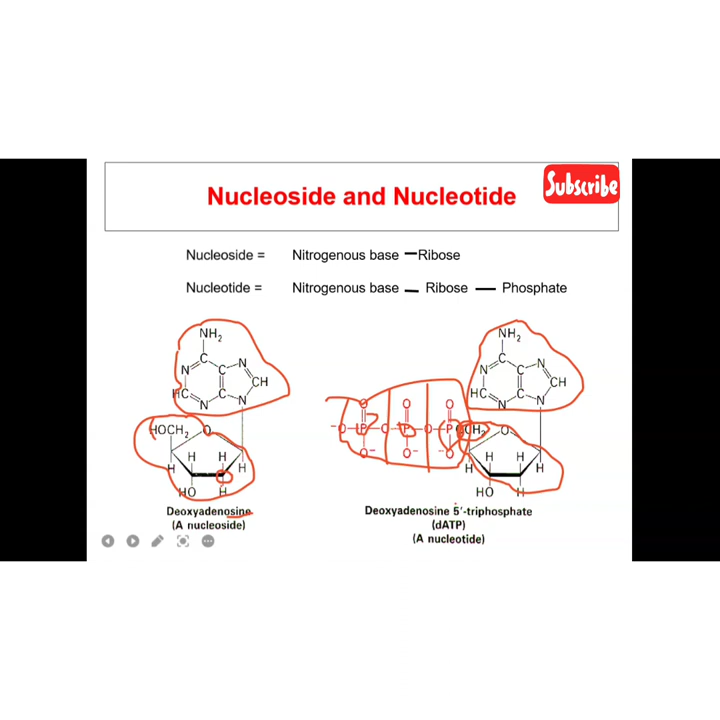 Subscribe
Nucleoside and Nucleotide
Nucleoside = Nitrogenous base —Ribose
Nucleotide = Nitrogenous base — Ribose — Phosphate
NH₂
C
N C N
CH
HC C
N N
HOCH₂ O
H H
H H
HO H
Deoxyadenosine
(A nucleoside)
NH₂
C
N C N
CH
HC C
N N
O O O
⁻O–P–O–P–O–P–OCH₂ O
O⁻ O⁻ ⁻O
H H
H H
HO H
Deoxyadenosine 5′-triphosphate
(dATP)
(A nucleotide)